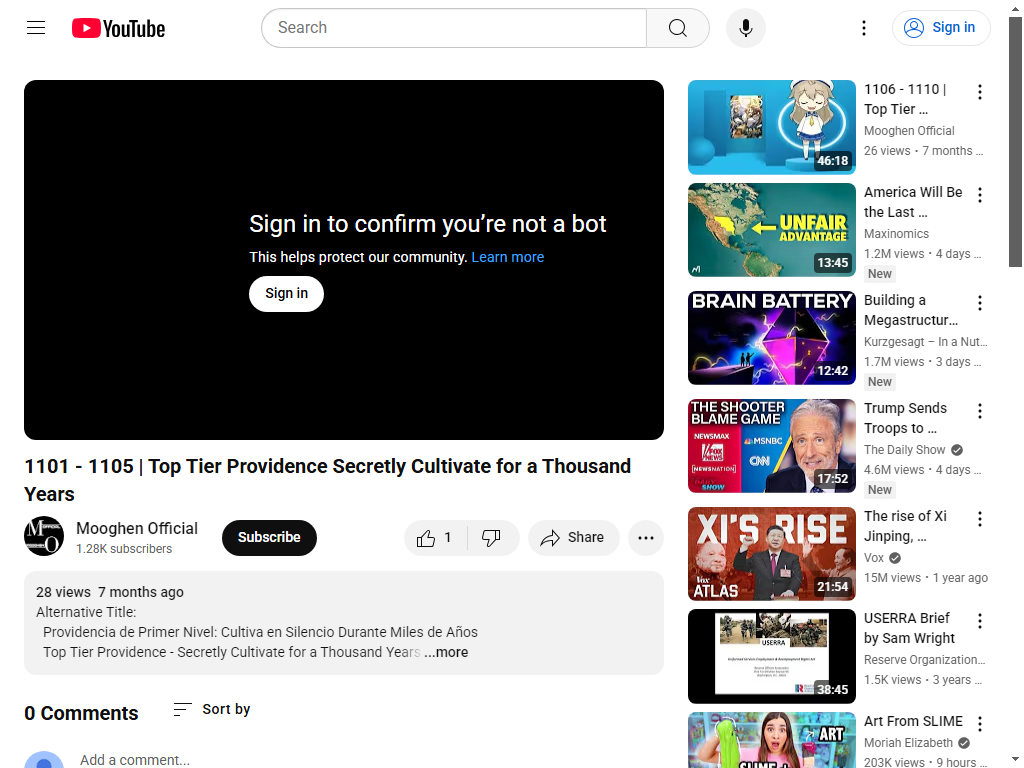 YouTube
Search
Sign in
Sign in to confirm you’re not a bot
This helps protect our community. Learn more
Sign in
1101 - 1105 | Top Tier Providence Secretly Cultivate for a Thousand
Years
Mooghen Official
1.28K subscribers
Subscribe
1
Share
28 views 7 months ago
Alternative Title:
Providencia de Primer Nivel: Cultiva en Silencio Durante Miles de Años
Top Tier Providence - Secretly Cultivate for a Thousand Years ...more
0 Comments
Sort by
Add a comment...
46:18
1106 - 1110 |
Top Tier ...
Mooghen Official
26 views • 7 months ...
UNFAIR
ADVANTAGE
13:45
America Will Be
the Last ...
Maxinomics
1.2M views • 4 days ...
New
BRAIN BATTERY
12:42
Building a
Megastructur...
Kurzgesagt – In a Nut...
1.7M views • 3 days ...
New
THE SHOOTER
BLAME GAME
NEWSMAX
MSNBC
FOX
NEWS
CNN
NEWSNATION
DAILY
SHOW
17:52
Trump Sends
Troops to ...
The Daily Show
4.6M views • 4 days ...
New
XI'S RISE
Vox
ATLAS
21:54
The rise of Xi
Jinping, ...
Vox
15M views • 1 year ago
USERRA
38:45
USERRA Brief
by Sam Wright
Reserve Organization...
1.5K views • 3 years ...
ART
SLIME
Art From SLIME
Moriah Elizabeth
203K views • 9 hours ...